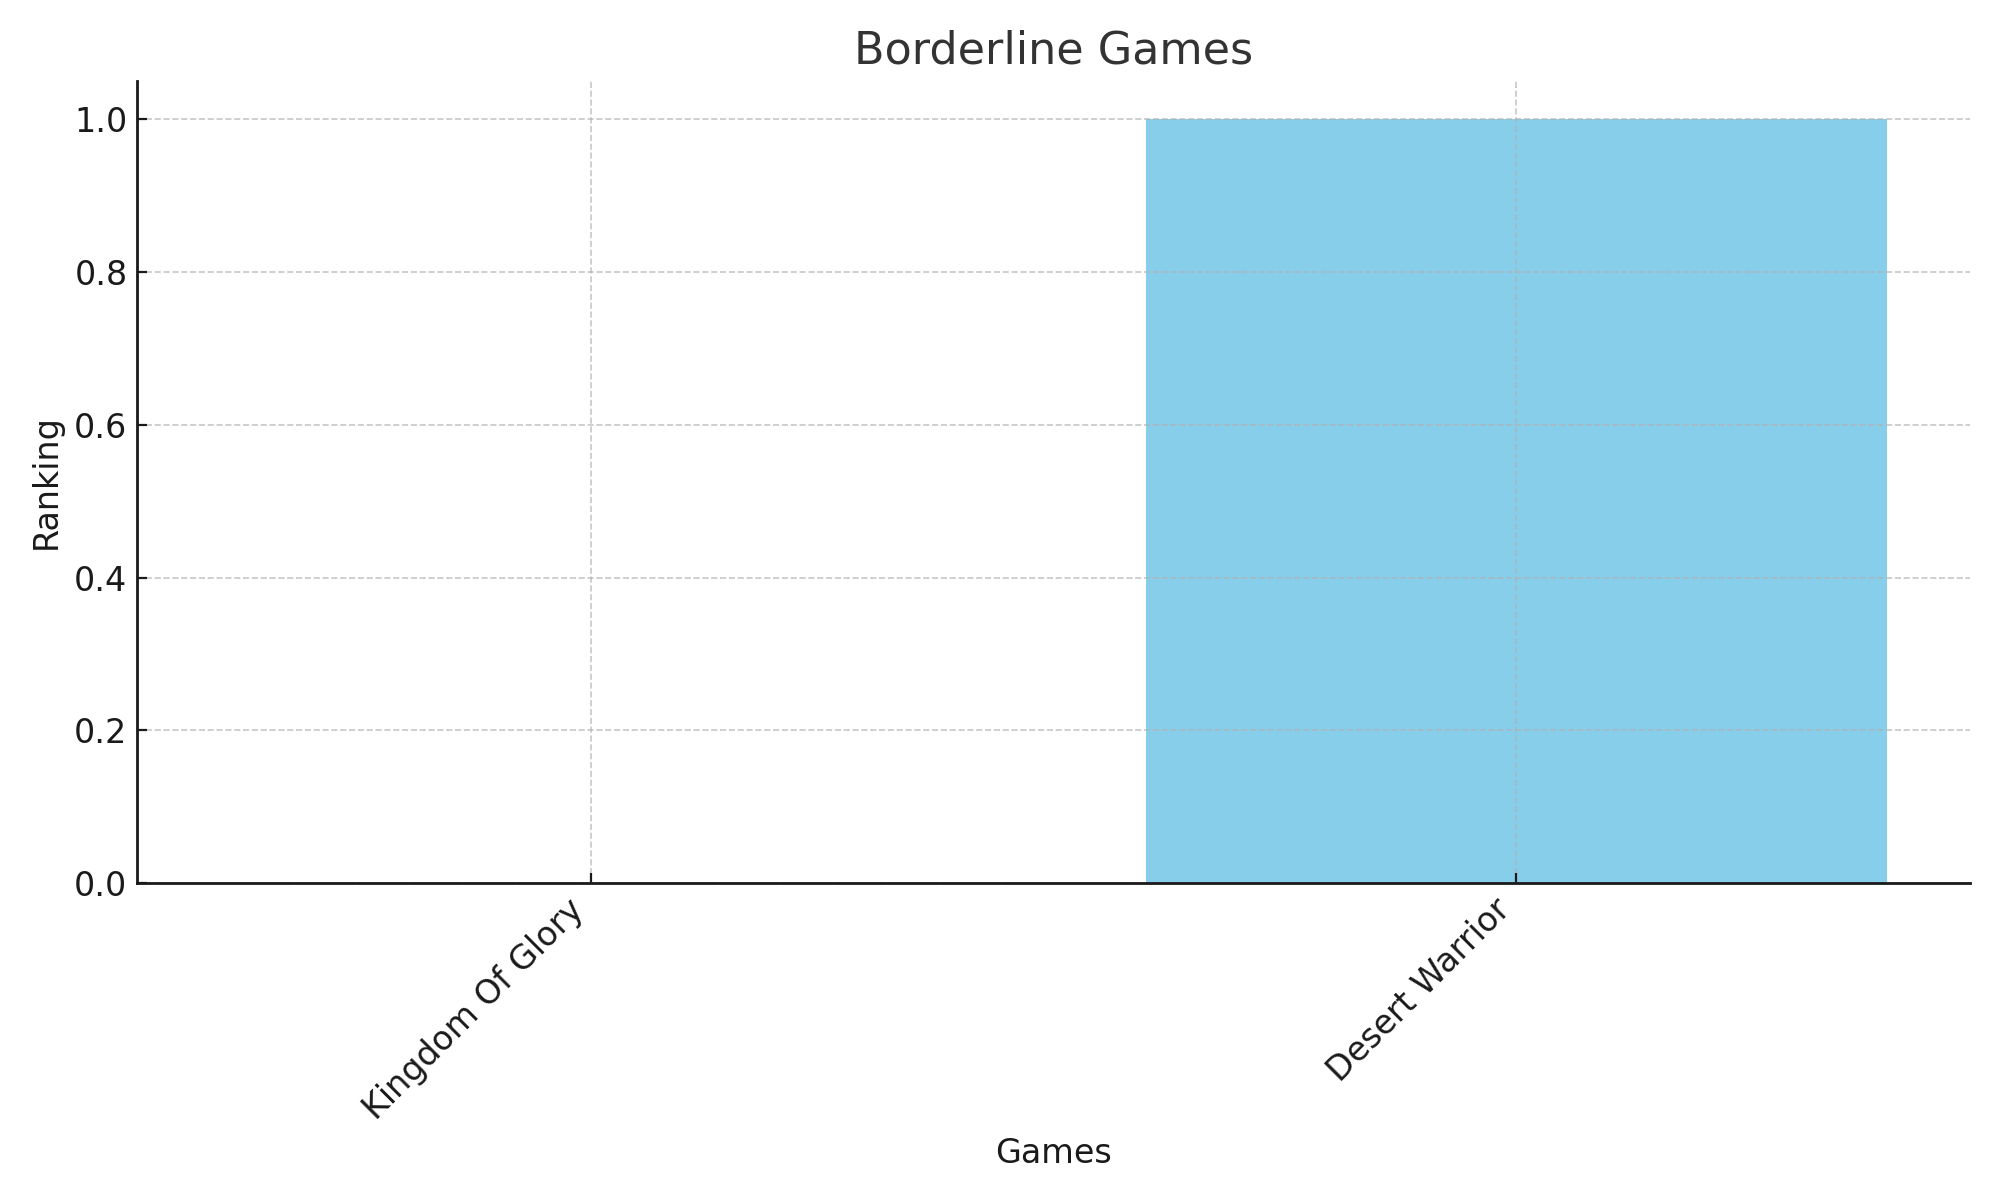 Borderline Games
1.0
0.8
0.6
0.4
0.2
0.0
Ranking
Kingdom Of Glory
Desert Warrior
Games